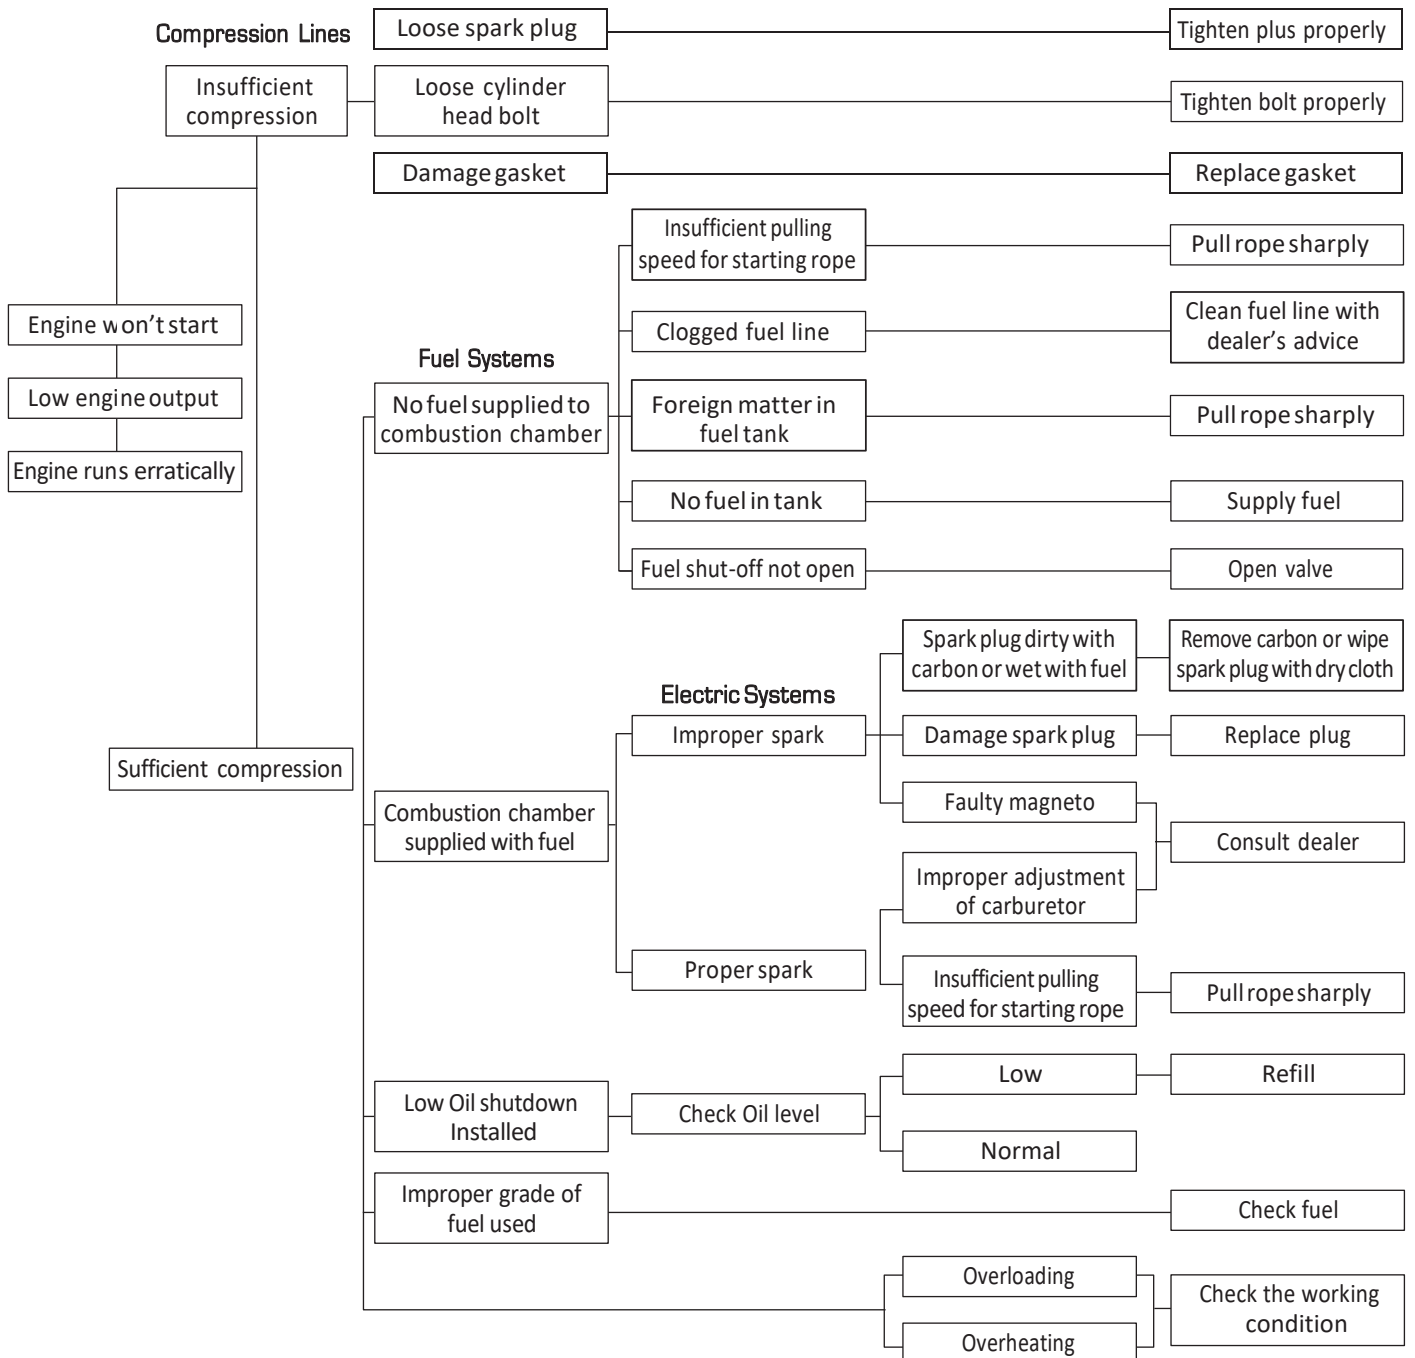 Compression Lines
Loose spark plug
Tighten plus properly
Insufficient
compression
Loose cylinder
head bolt
Tighten bolt properly
Damage gasket
Replace gasket
Insufficient pulling
speed for starting rope
Pull rope sharply
Engine won't start
Clogged fuel line
Clean fuel line with
dealer's advice
Fuel Systems
Low engine output
No fuel supplied to
combustion chamber
Foreign matter in
fuel tank
Pull rope sharply
Engine runs erratically
No fuel in tank
Supply fuel
Fuel shut-off not open
Open valve
Spark plug dirty with
carbon or wet with fuel
Remove carbon or wipe
spark plug with dry cloth
Electric Systems
Improper spark
Damage spark plug
Replace plug
Sufficient compression
Combustion chamber
supplied with fuel
Faulty magneto
Consult dealer
Improper adjustment
of carburetor
Proper spark
Insufficient pulling
speed for starting rope
Pull rope sharply
Low Oil shutdown
Installed
Check Oil level
Low
Refill
Normal
Improper grade of
fuel used
Check fuel
Overloading
Check the working
condition
Overheating